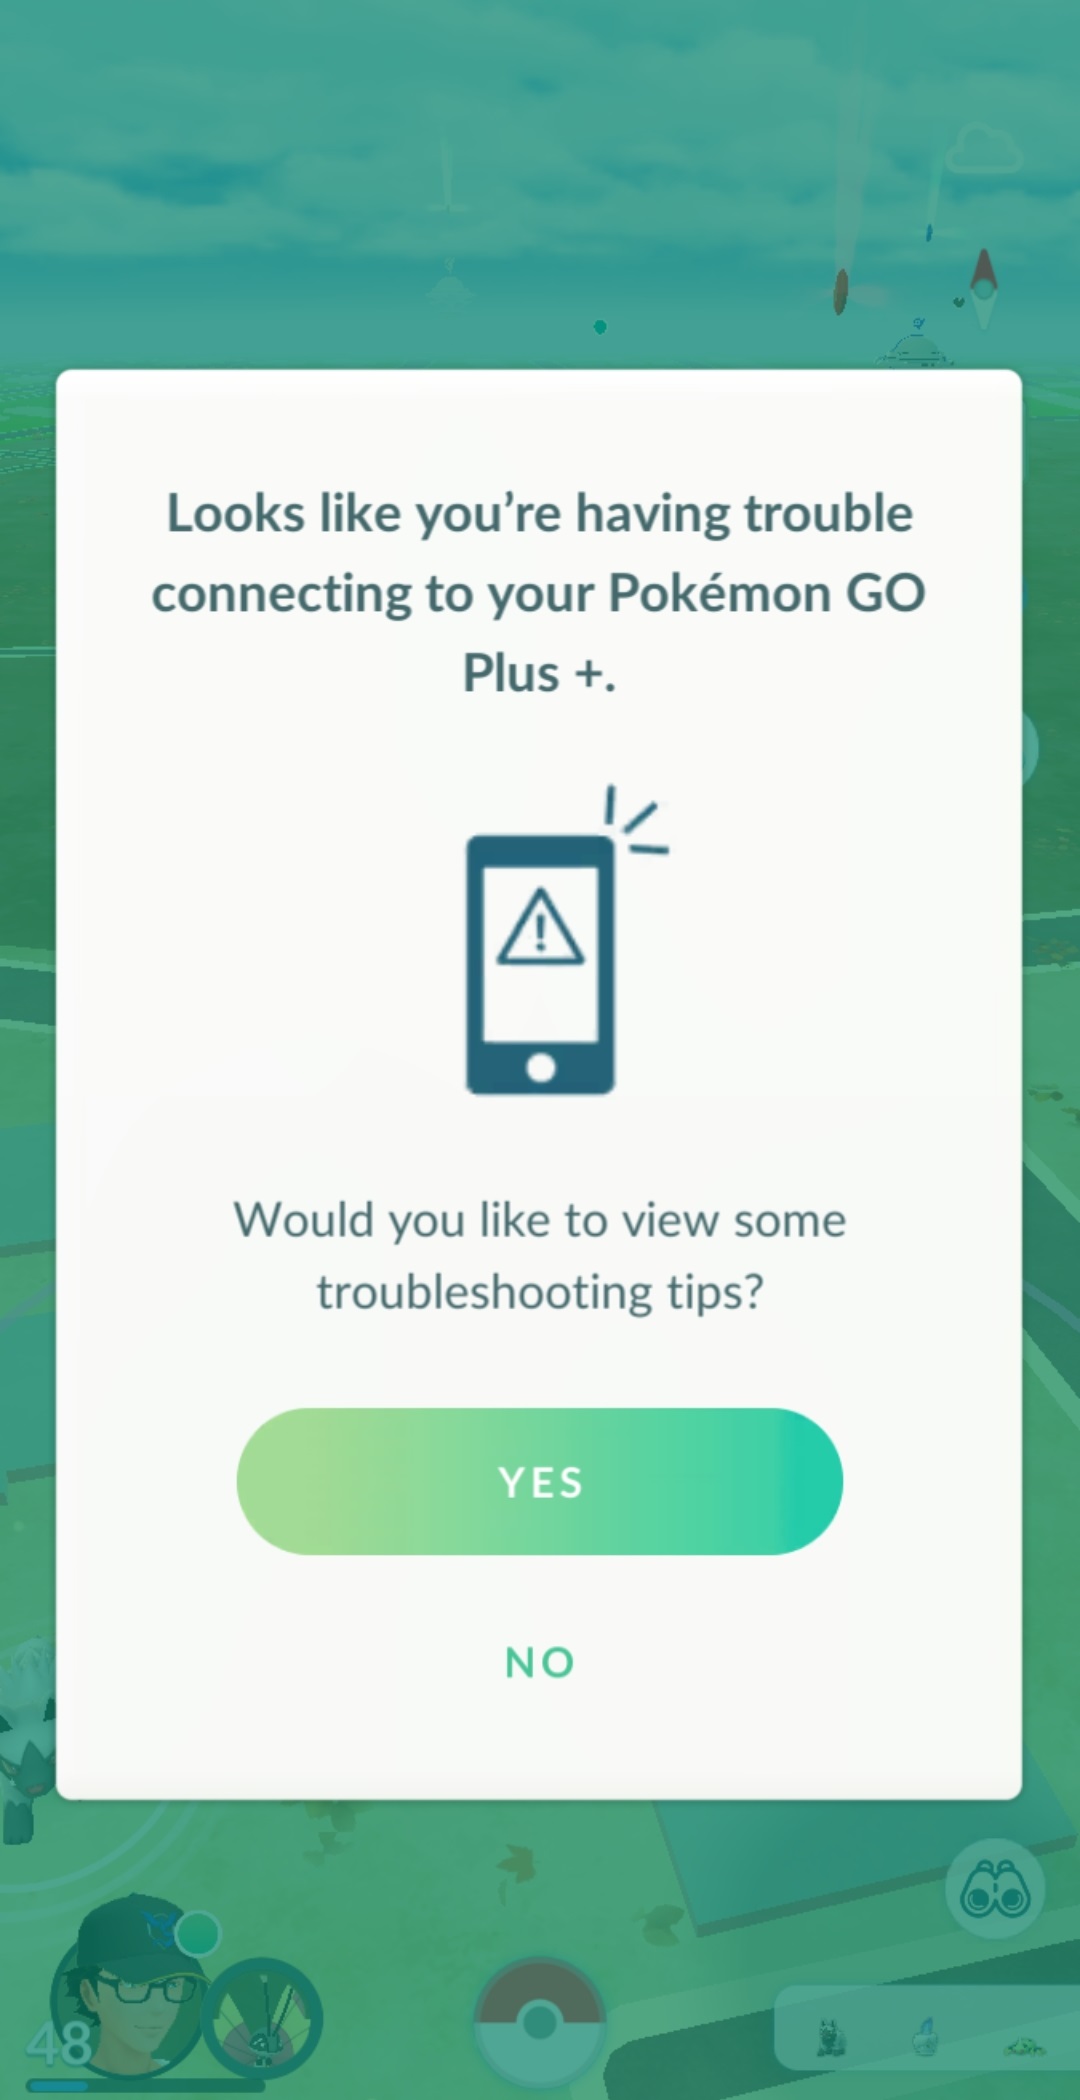 Looks like you’re having trouble
connecting to your Pokémon GO
Plus +.
Would you like to view some
troubleshooting tips?
YES
NO
48